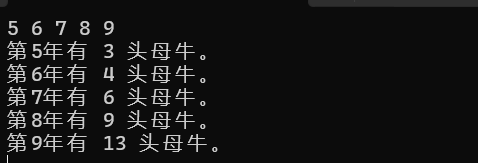 5 6 7 8 9
第5年有 3 头母牛。
第6年有 4 头母牛。
第7年有 6 头母牛。
第8年有 9 头母牛。
第9年有 13 头母牛。